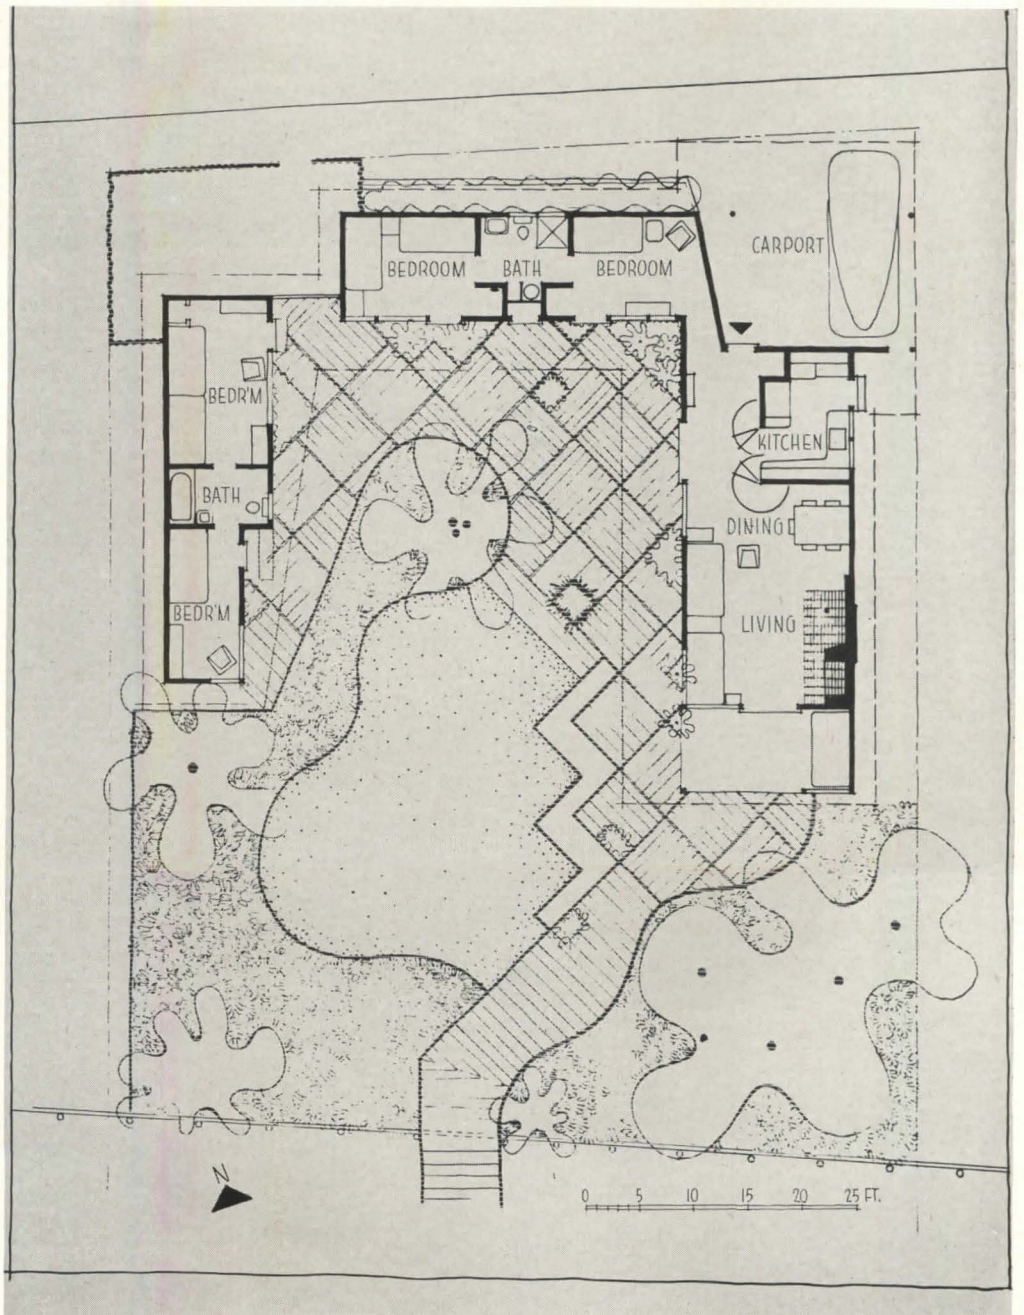 CARPORT
BEDROOM
BATH
BEDROOM
BEDR'M
KITCHEN
BATH
DINING
BEDR'M
LIVING
N
0 5 10 15 20 25 FT.